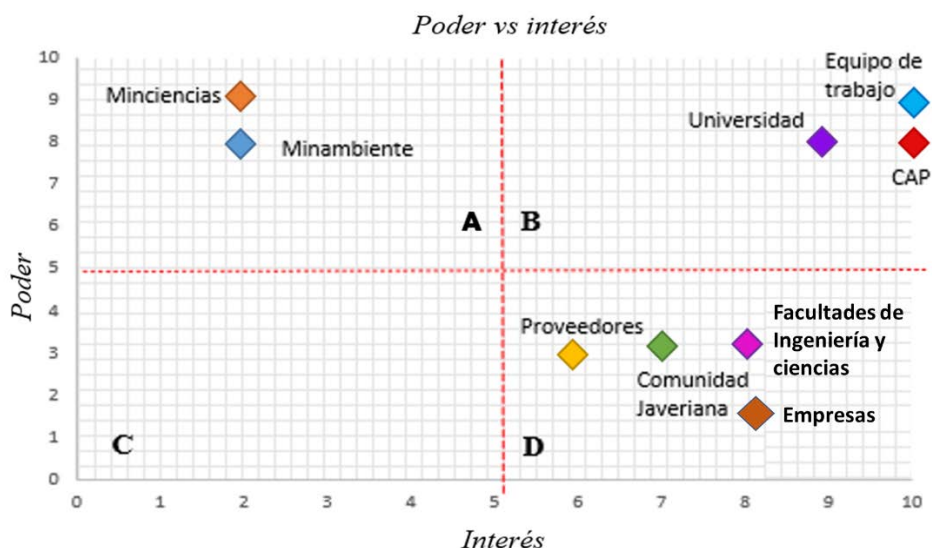 Poder vs interés
10
9
8
7
6
5
4
3
2
1
0
Poder
Minciencias
Minambiente
Equipo de
trabajo
Universidad
CAP
A
B
Proveedores
Comunidad
Javeriana
Facultades de
Ingeniería y
ciencias
Empresas
C
D
0 1 2 3 4 5 6 7 8 9 10
Interés